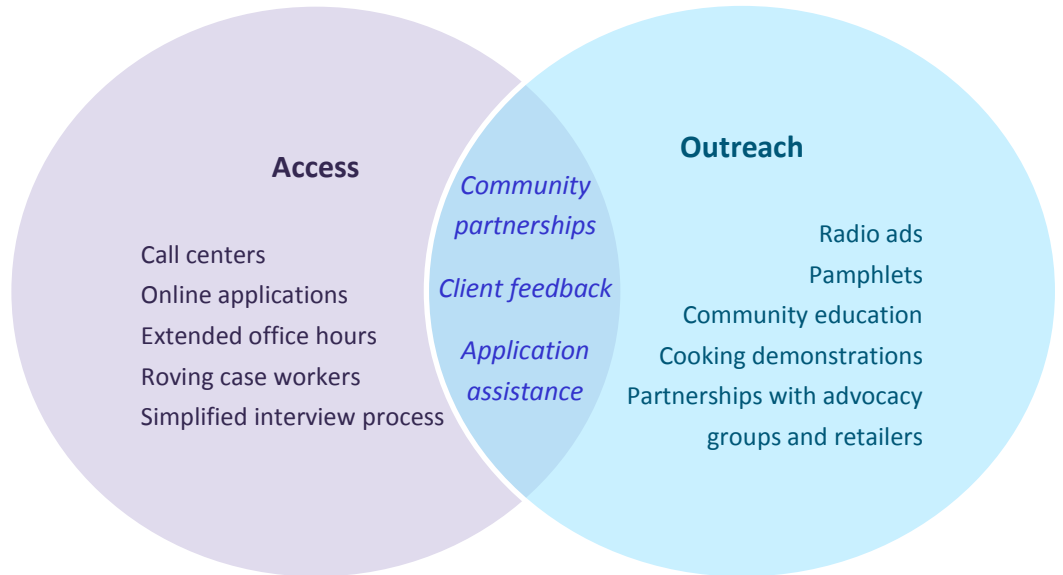 Access
Call centers
Online applications
Extended office hours
Roving case workers
Simplified interview process
Community
partnerships
Client feedback
Application
assistance
Outreach
Radio ads
Pamphlets
Community education
Cooking demonstrations
Partnerships with advocacy
groups and retailers